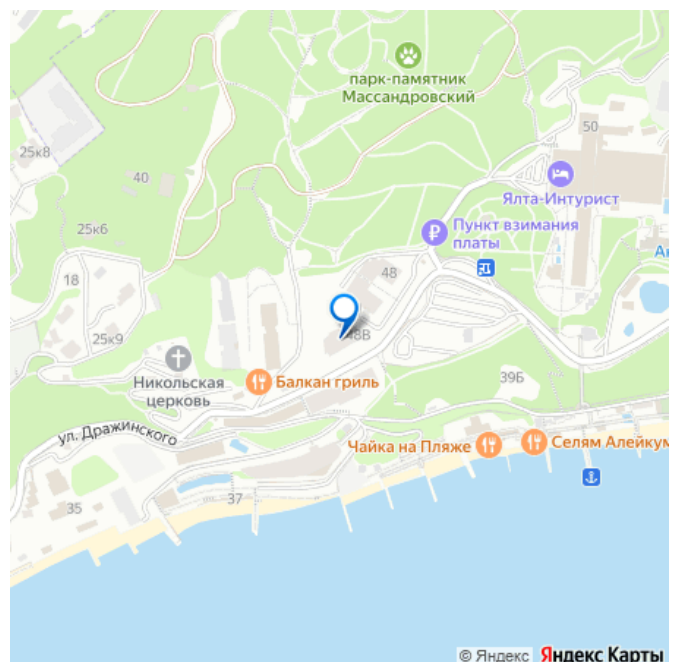 парк-памятник
Массандровский
50
25к8
40
Ялта-Интурист
25к6
Пункт взимания
платы
18
48
25к9
48В
Никольская
церковь
Балкан гриль
39Б
ул. Дражинского
Чайка на Пляже
Селям Алейкум
37
35
© Яндекс Яндекс Карты